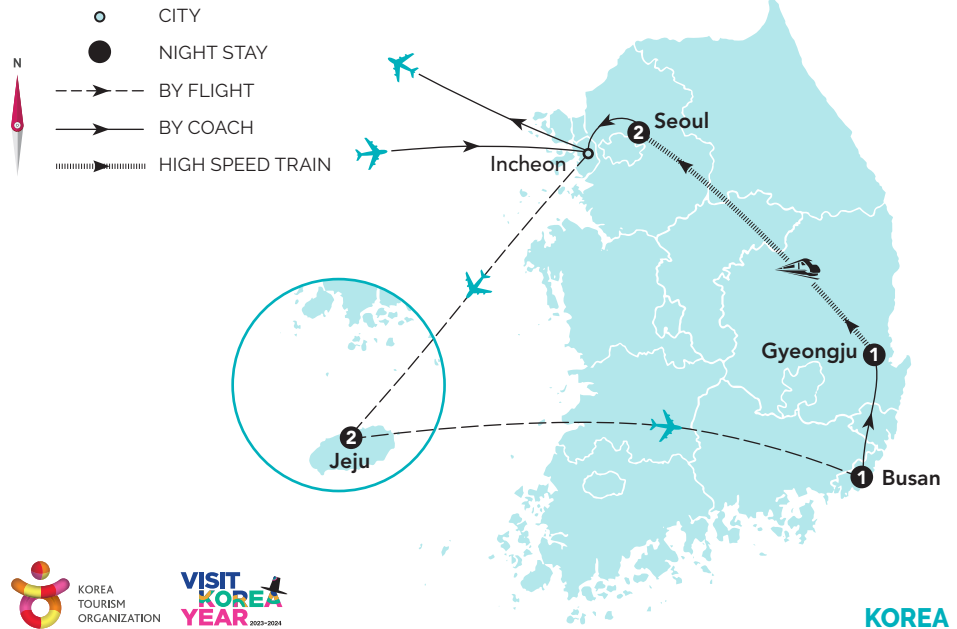 CITY
NIGHT STAY
BY FLIGHT
BY COACH
HIGH SPEED TRAIN
N
2
Seoul
Incheon
Gyeongju
1
2
Jeju
1
Busan
KOREA
TOURISM
ORGANIZATION
VISIT
KOREA
YEAR 2023-2024
KOREA